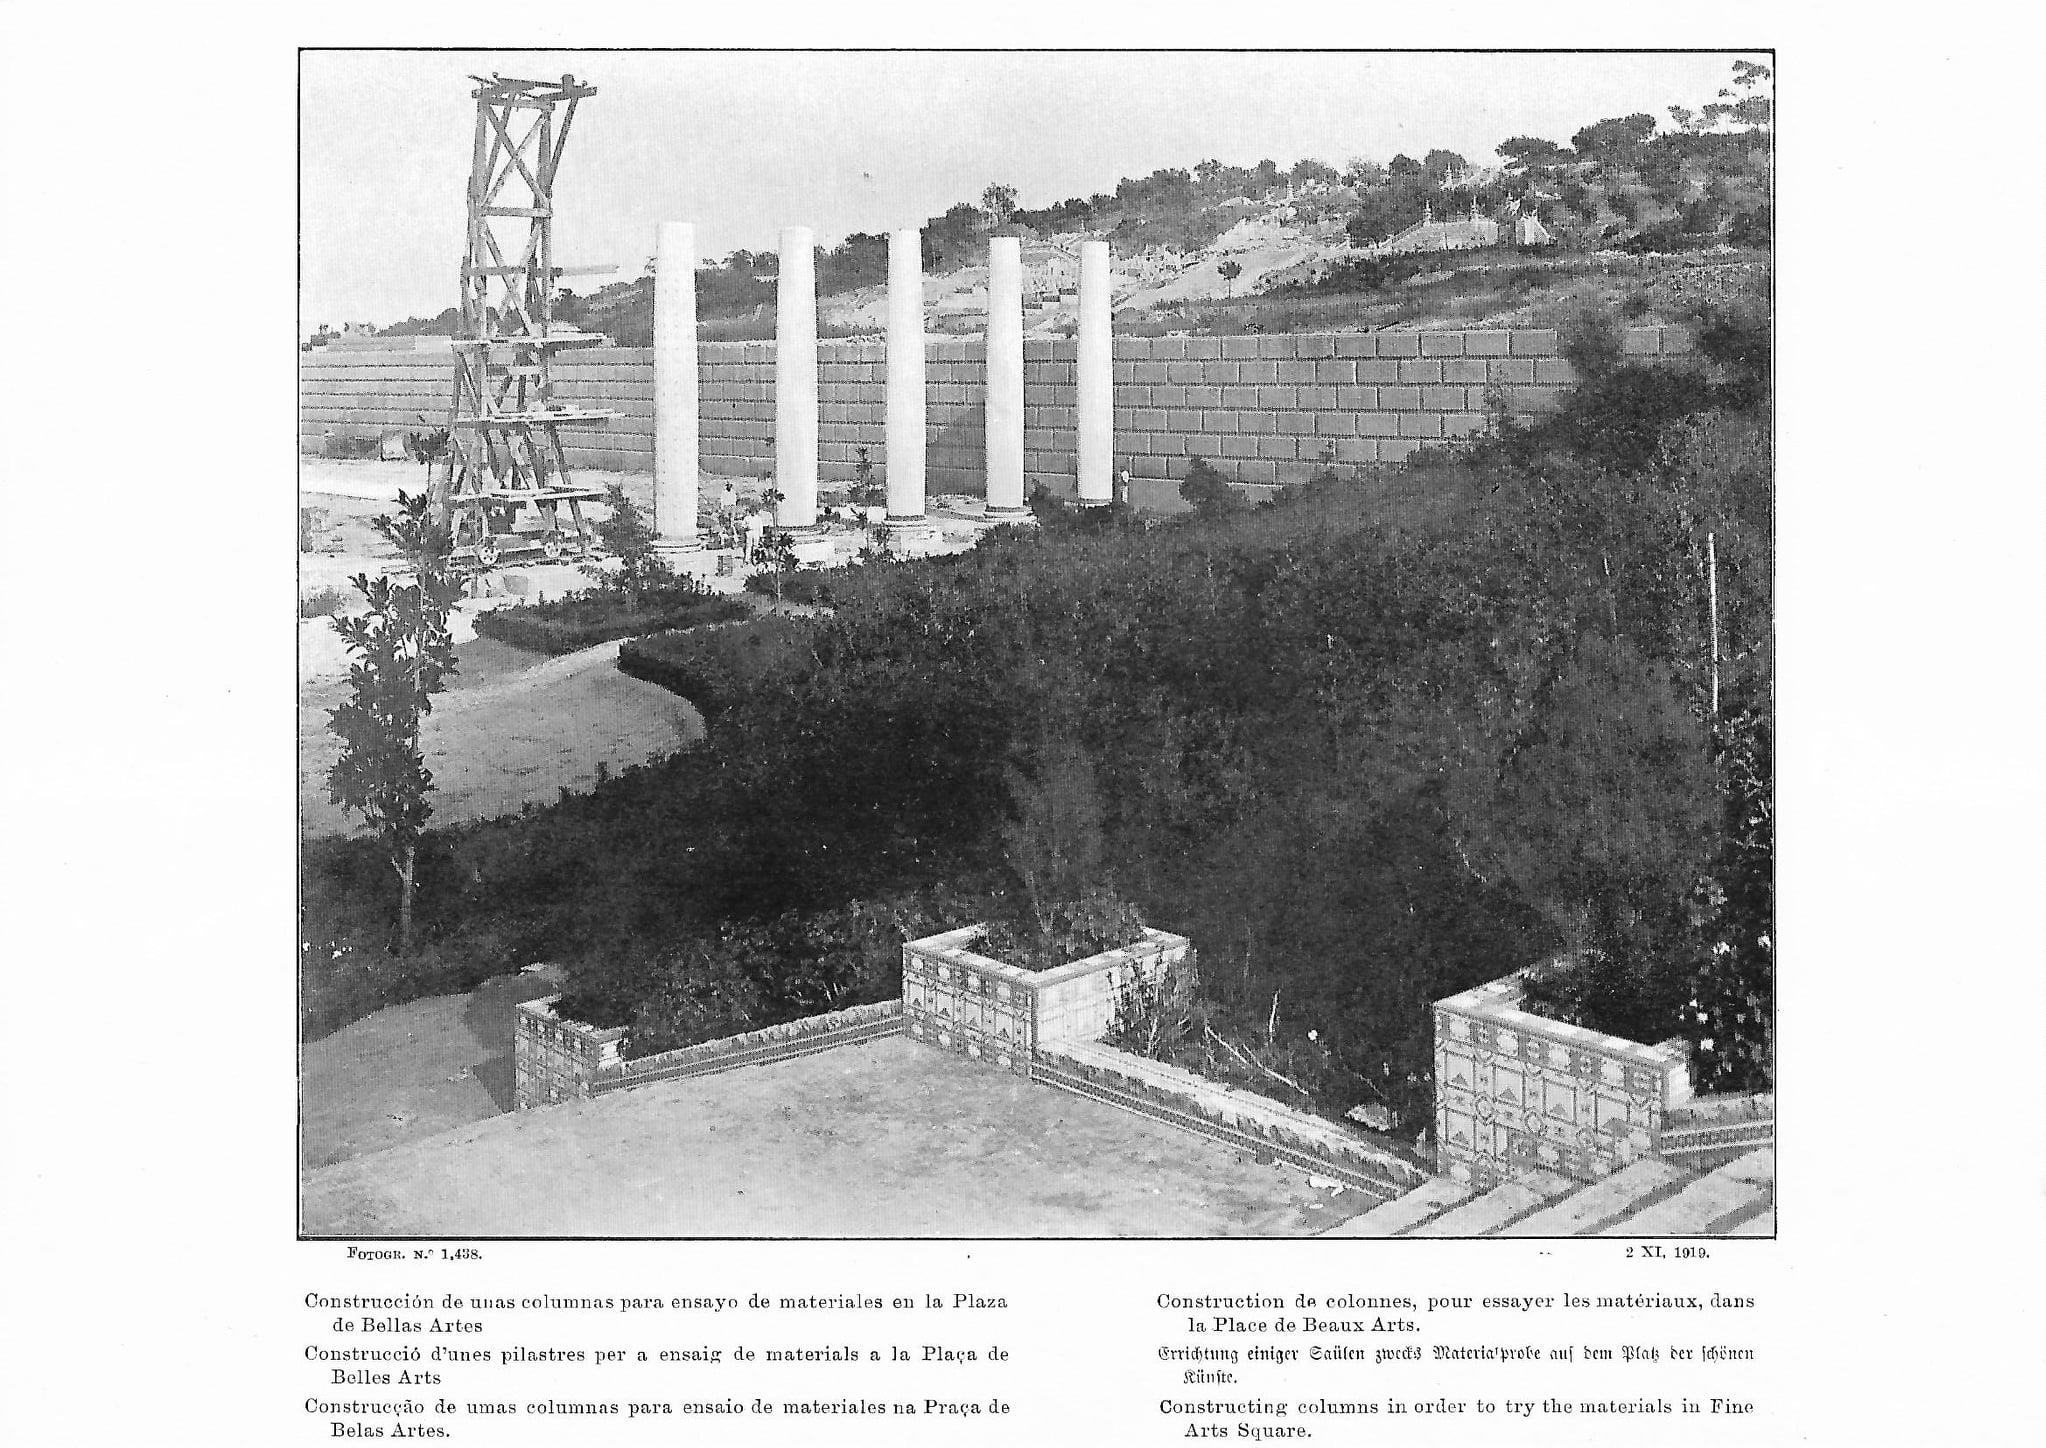 FOTOGR. N.º 1,438.
2 XI, 1919.
Construcción de unas columnas para ensayo de materiales en la Plaza
de Bellas Artes
Construcció d'unes pilastres per a ensaig de materials a la Plaça de
Belles Arts
Construcção de umas columnas para ensaio de materiales na Praça de
Belas Artes.
Construction de colonnes, pour essayer les matériaux, dans
la Place de Beaux Arts.
Errichtung einiger Saülen zwecks Materialprobe auf dem Platz der schönen
Künste.
Constructing columns in order to try the materials in Fine
Arts Square.